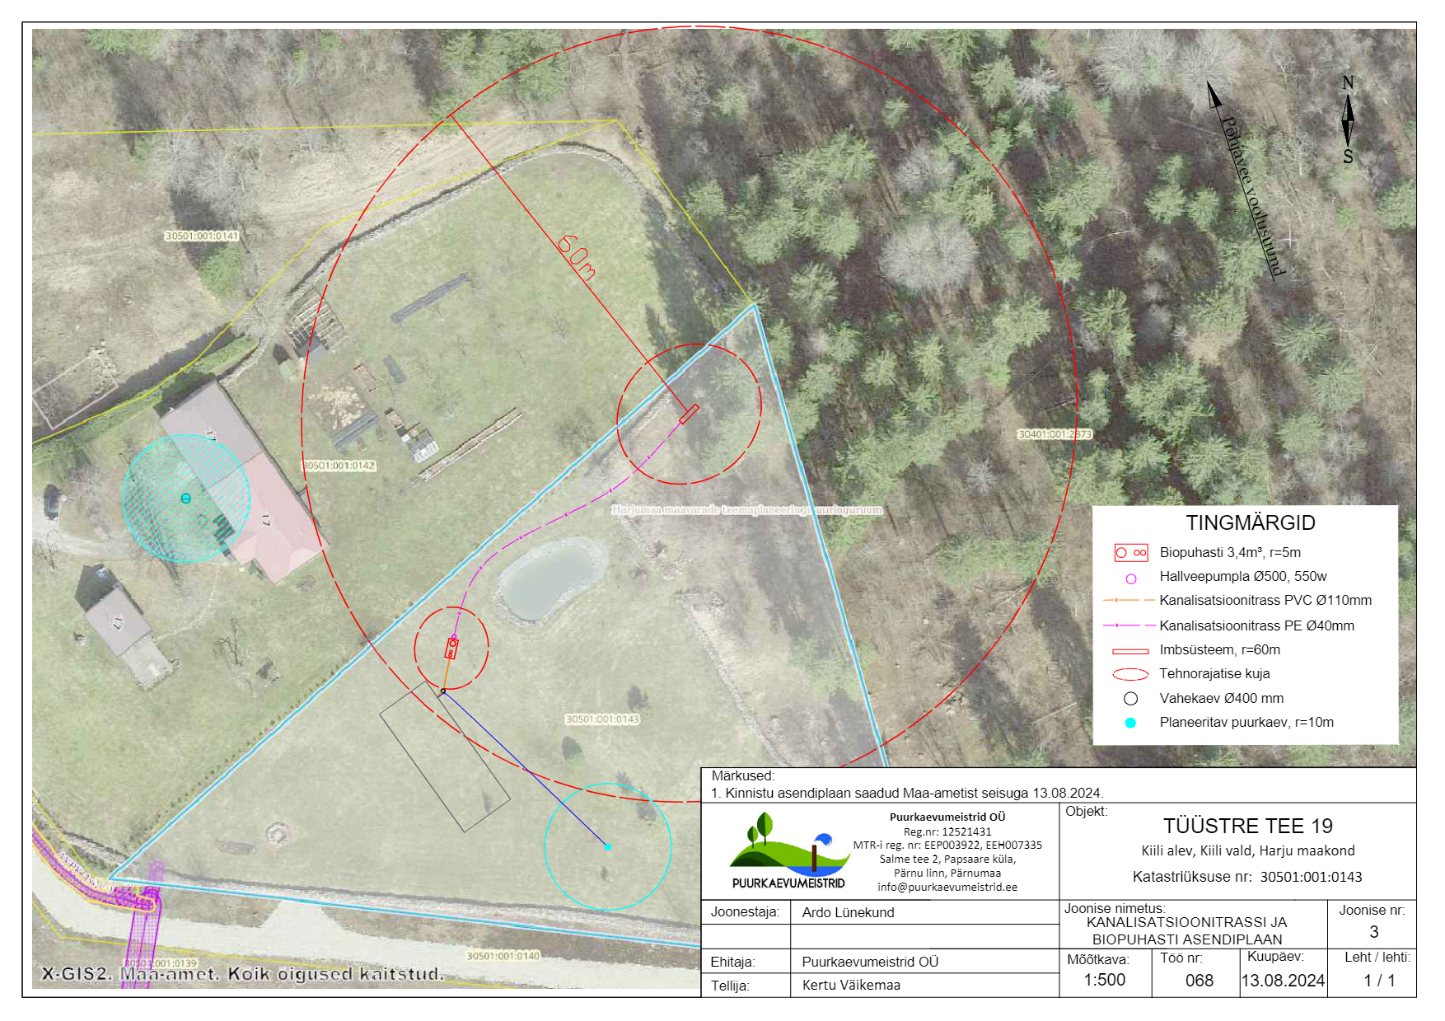 N
S
Põhjavee voolusuund
60m
30501:001:0141
30501:001:0142
30401:001:2373
Harjumaa maavarade teemaplaneeringu uuringuruum
30501:001:0143
30501:001:0140
30501:001:0139
X-GIS2. Maa-amet. Koik oigused kaitstud.
TINGMÄRGID
Biopuhasti 3,4m³, r=5m
Hallveepumpla Ø500, 550w
Kanalisatsioonitrass PVC Ø110mm
Kanalisatsioonitrass PE Ø40mm
Imbsüsteem, r=60m
Tehnorajatise kuja
Vahekaev Ø400 mm
Planeeritav puurkaev, r=10m
Märkused:
1. Kinnistu asendiplaan saadud Maa-ametist seisuga 13.08.2024.
PUURKAEVUMEISTRID
Puurkaevumeistrid OÜ
Reg.nr: 12521431
MTR-i reg. nr: EEP003922, EEH007335
Salme tee 2, Papsaare küla,
Pärnu linn, Pärnumaa
info@puurkaevumeistrid.ee
Objekt:
TÜÜSTRE TEE 19
Kiili alev, Kiili vald, Harju maakond
Katastriüksuse nr: 30501:001:0143
Joonestaja: Ardo Lünekund
Ehitaja: Puurkaevumeistrid OÜ
Tellija: Kertu Väikemaa
Joonise nimetus:
KANALISATSIOONITRASSI JA
BIOPUHASTI ASENDIPLAAN
Joonise nr:
3
Mõõtkava:
1:500
Töö nr:
068
Kuupäev:
13.08.2024
Leht / lehti:
1 / 1